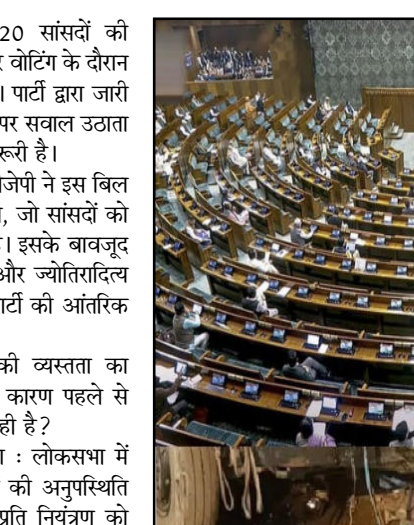 20 सांसदों की
र वोटिंग के दौरान
। पार्टी द्वारा जारी
पर सवाल उठाता
रूरी है।
जेपी ने इस बिल
, जो सांसदों को
। इसके बावजूद
और ज्योतिरादित्य
ार्टी की आंतरिक
की व्यस्तता का
कारण पहले से
ही है?
ा : लोकसभा में
की अनुपस्थिति
प्रति नियंत्रण को